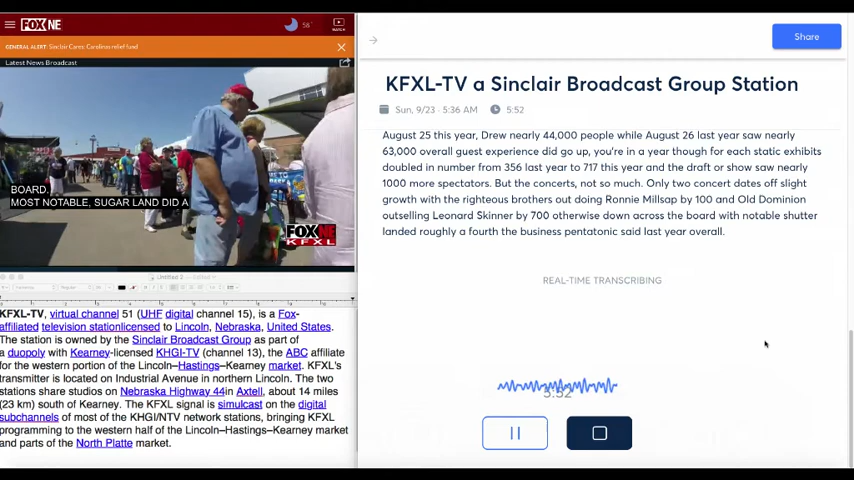 FOX NE
56°
WATCH
GENERAL ALERT: Sinclair Cares: Carolinas relief fund
Latest News Broadcast
BOARD.
MOST NOTABLE, SUGAR LAND DID A
FOX NE
KFXL
Untitled 2
KFXL-TV, virtual channel 51 (UHF digital channel 15), is a Fox-
affiliated television stationlicensed to Lincoln, Nebraska, United States.
The station is owned by the Sinclair Broadcast Group as part of
a duopoly with Kearney-licensed KHGI-TV (channel 13), the ABC affiliate
for the western portion of the Lincoln–Hastings–Kearney market. KFXL's
transmitter is located on Industrial Avenue in northern Lincoln. The two
stations share studios on Nebraska Highway 44in Axtell, about 14 miles
(23 km) south of Kearney. The KFXL signal is simulcast on the digital
subchannels of most of the KHGI/NTV network stations, bringing KFXL
programming to the western half of the Lincoln–Hastings–Kearney market
and parts of the North Platte market.
Share
KFXL-TV a Sinclair Broadcast Group Station
Sun, 9/23 - 5:36 AM 5:52
August 25 this year, Drew nearly 44,000 people while August 26 last year saw nearly
63,000 overall guest experience did go up, you're in a year though for each static exhibits
doubled in number from 356 last year to 717 this year and the draft or show saw nearly
1000 more spectators. But the concerts, not so much. Only two concert dates off slight
growth with the righteous brothers out doing Ronnie Millsap by 100 and Old Dominion
outselling Leonard Skinner by 700 otherwise down across the board with notable shutter
landed roughly a fourth the business pentatonic said last year overall.
REAL-TIME TRANSCRIBING
5:52